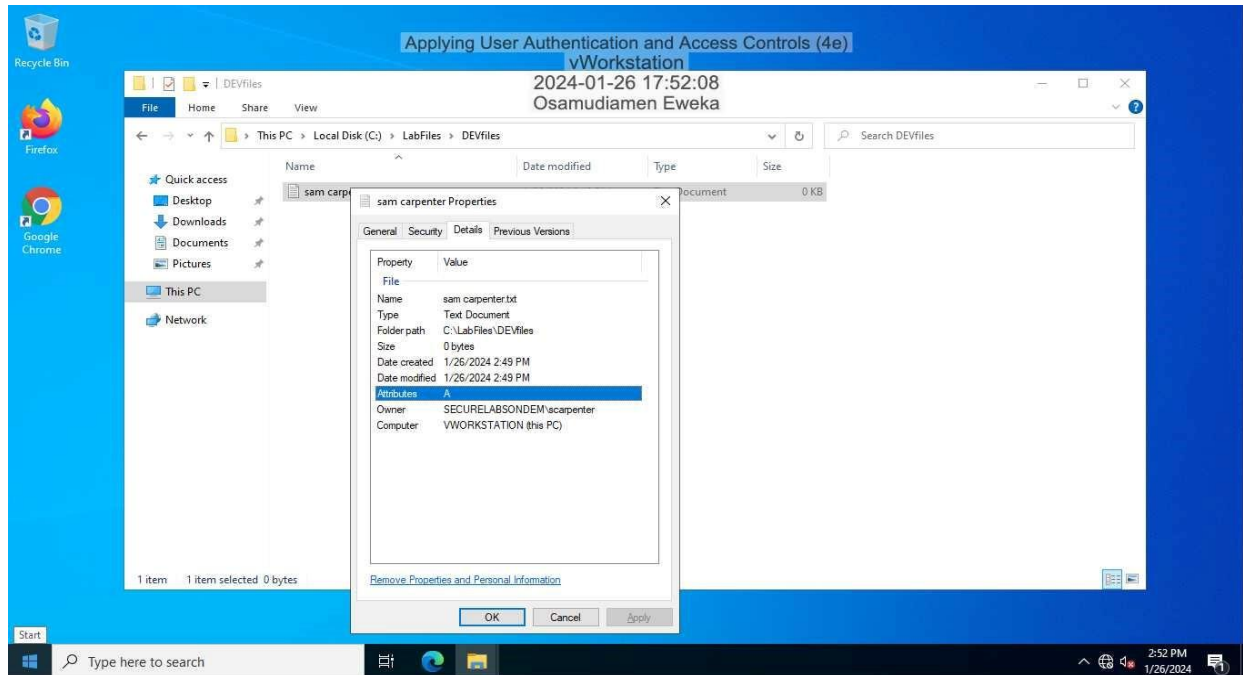 Applying User Authentication and Access Controls (4e)
vWorkstation
2024-01-26 17:52:08
Osamudiamen Eweka
Recycle Bin
Firefox
Google
Chrome
DEVfiles
File Home Share View
This PC > Local Disk (C:) > LabFiles > DEVfiles
Search DEVfiles
Quick access
Desktop
Downloads
Documents
Pictures
This PC
Network
Name Date modified Type Size
sam carpe Document 0 KB
sam carpenter Properties
General Security Details Previous Versions
Property Value
File
Name sam carpenter.txt
Type Text Document
Folder path C:\LabFiles\DEVfiles
Size 0 bytes
Date created 1/26/2024 2:49 PM
Date modified 1/26/2024 2:49 PM
Attributes A
Owner SECURELABSONDEM\scarpenter
Computer VWORKSTATION (this PC)
Remove Properties and Personal Information
OK Cancel Apply
1 item 1 item selected 0 bytes
Start
Type here to search
2:52 PM
1/26/2024
1